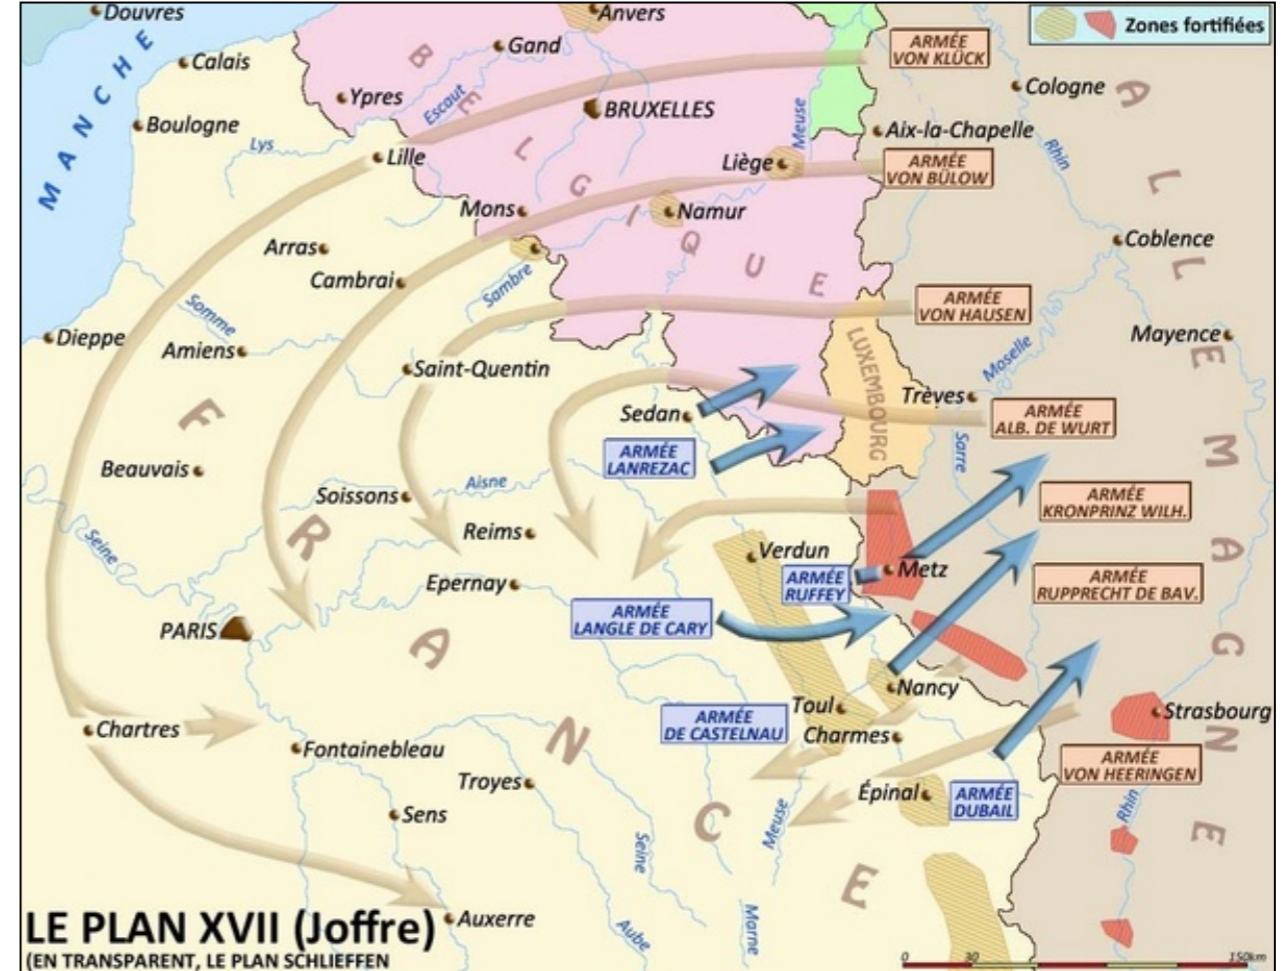 Douvres
Anvers
Zones fortifiées
MANCHE
Calais
Gand
ARMÉE
VON KLÜCK
Cologne
Ypres
Escaut
BRUXELLES
Meuse
Boulogne
Lys
Lille
Aix-la-Chapelle
Rhin
Liège
ARMÉE
VON BÜLOW
BELGIQUE
ALLEMAGNE
Mons
Namur
Arras
Cambrai
Sambre
Coblence
Somme
ARMÉE
VON HAUSEN
Dieppe
Amiens
Mayence
Saint-Quentin
LUXEMBOURG
Moselle
Trèves
Sedan
ARMÉE
ALB. DE WURT
FRANCE
Beauvais
ARMÉE
LANREZAC
Sarre
Soissons
Aisne
ARMÉE
KRONPRINZ WILH.
Seine
Reims
Verdun
Epernay
ARMÉE
RUFFEY
Metz
ARMÉE
RUPPRECHT DE BAV.
PARIS
ARMÉE
LANGLE DE CARY
Nancy
Toul
Strasbourg
Chartres
ARMÉE
DE CASTELNAU
Charmes
Fontainebleau
ARMÉE
VON HEERINGEN
Troyes
Épinal
ARMÉE
DUBAIL
Sens
Meuse
Rhin
Seine
Auxerre
Aube
Marne
LE PLAN XVII (Joffre)
(EN TRANSPARENT, LE PLAN SCHLIEFFEN
0 30 150km